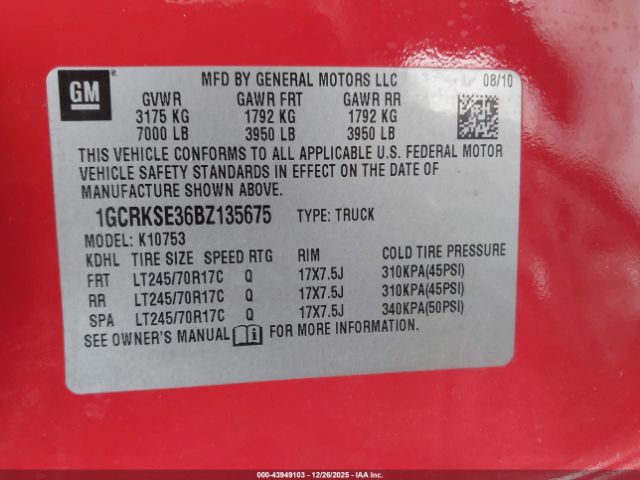 GM
MFD BY GENERAL MOTORS LLC 08/10
GVWR GAWR FRT GAWR RR
3175 KG 1792 KG 1792 KG
7000 LB 3950 LB 3950 LB
THIS VEHICLE CONFORMS TO ALL APPLICABLE U.S. FEDERAL MOTOR
VEHICLE SAFETY STANDARDS IN EFFECT ON THE DATE OF
MANUFACTURE SHOWN ABOVE.
1GCRKSE36BZ135675 TYPE: TRUCK
MODEL: K10753
KDHL TIRE SIZE SPEED RTG RIM COLD TIRE PRESSURE
FRT LT245/70R17C Q 17X7.5J 310KPA(45PSI)
RR LT245/70R17C Q 17X7.5J 310KPA(45PSI)
SPA LT245/70R17C Q 17X7.5J 340KPA(50PSI)
SEE OWNER'S MANUAL FOR MORE INFORMATION.
000-43949103 - 12/26/2025 - IAAI.COM